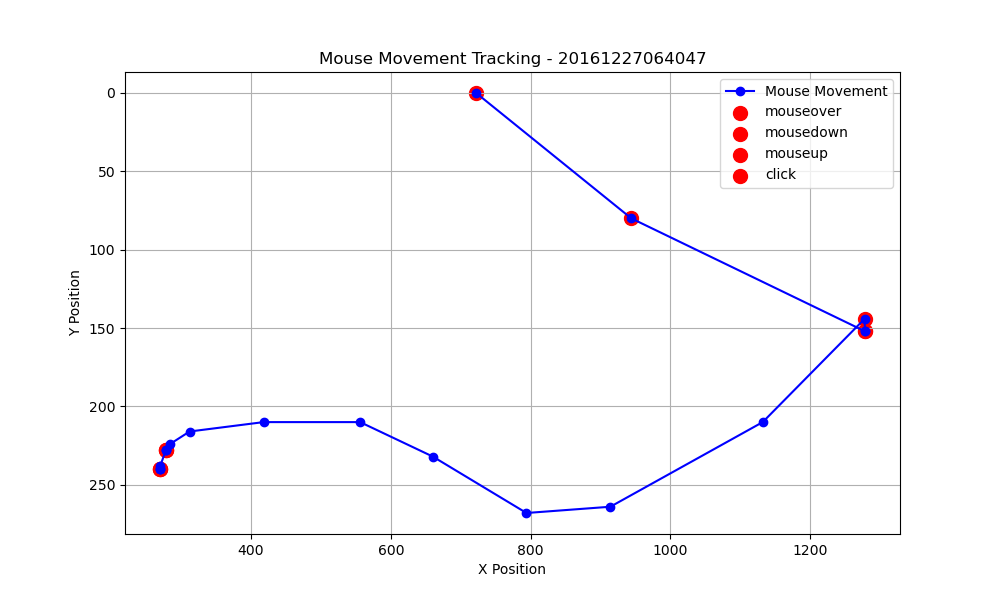 Mouse Movement Tracking - 20161227064047
Mouse Movement
mouseover
mousedown
mouseup
click
0
50
100
150
200
250
Y Position
400 600 800 1000 1200
X Position